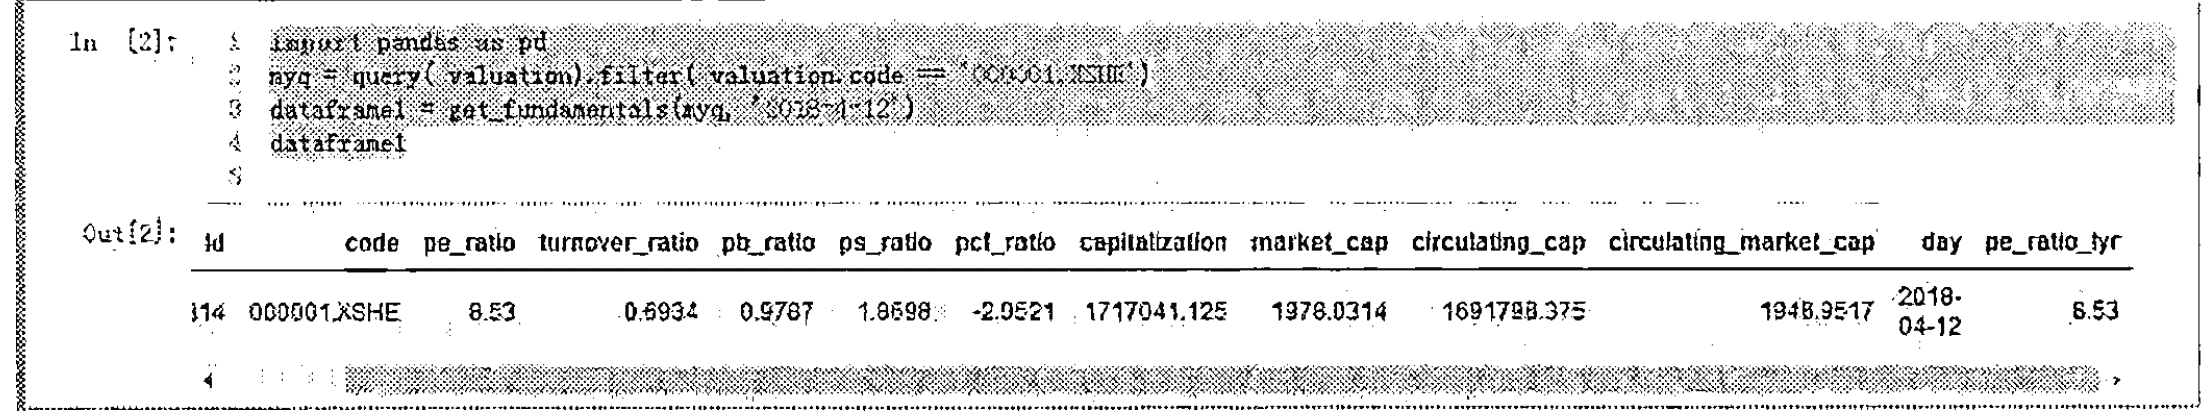 In [2]: 1 import pandas as pd
2 myq = query( valuation).filter( valuation.code == '000001.XSHE')
3 dataframe1 = get_fundamentals(myq, '2018-4-12')
4 dataframe1
5
Out[2]: id code pe_ratio turnover_ratio pb_ratio ps_ratio pcf_ratio capitalization market_cap circulating_cap circulating_market_cap day pe_ratio_lyr
314 000001.XSHE 8.53 0.6934 0.9787 1.8698 -2.9521 1717041.125 1978.0314 1691798.375 1948.9517 2018-04-12 8.53